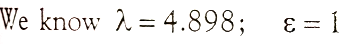 We know λ = 4.898; ε = 1